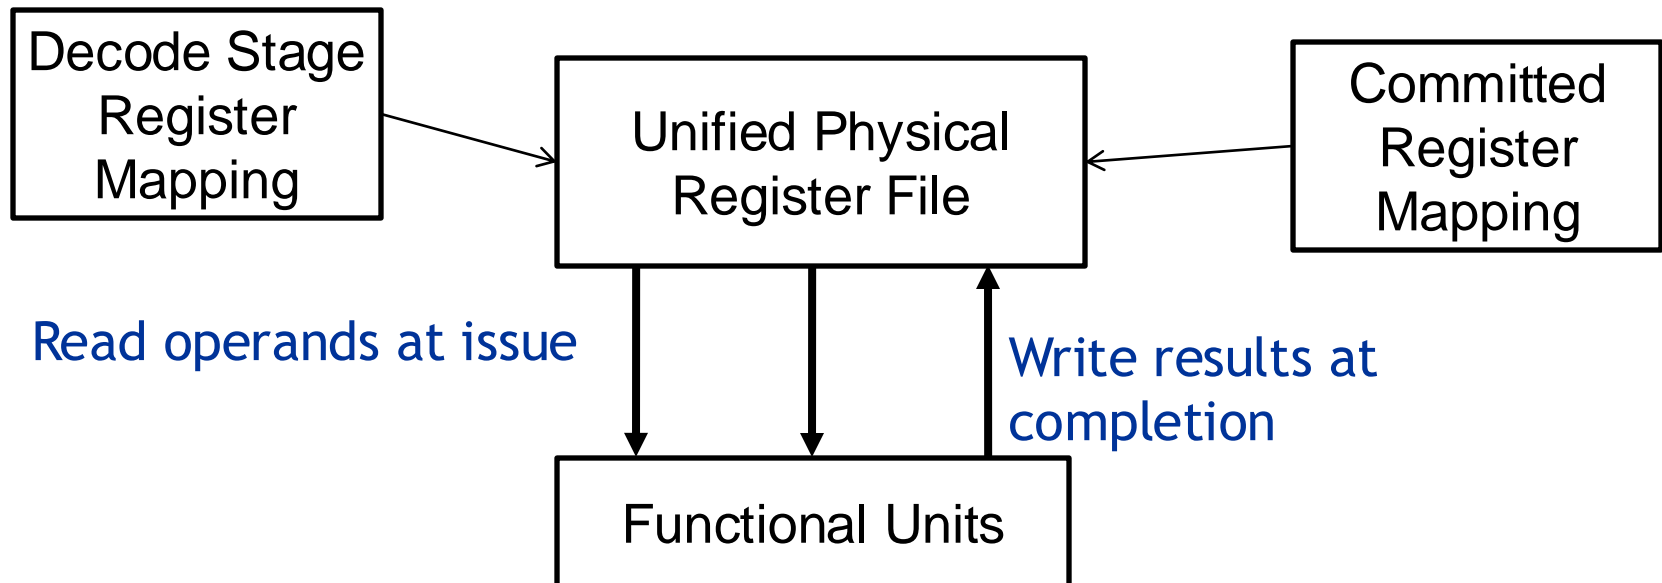 Decode Stage
Register
Mapping
Unified Physical
Register File
Committed
Register
Mapping
Read operands at issue
Write results at
completion
Functional Units